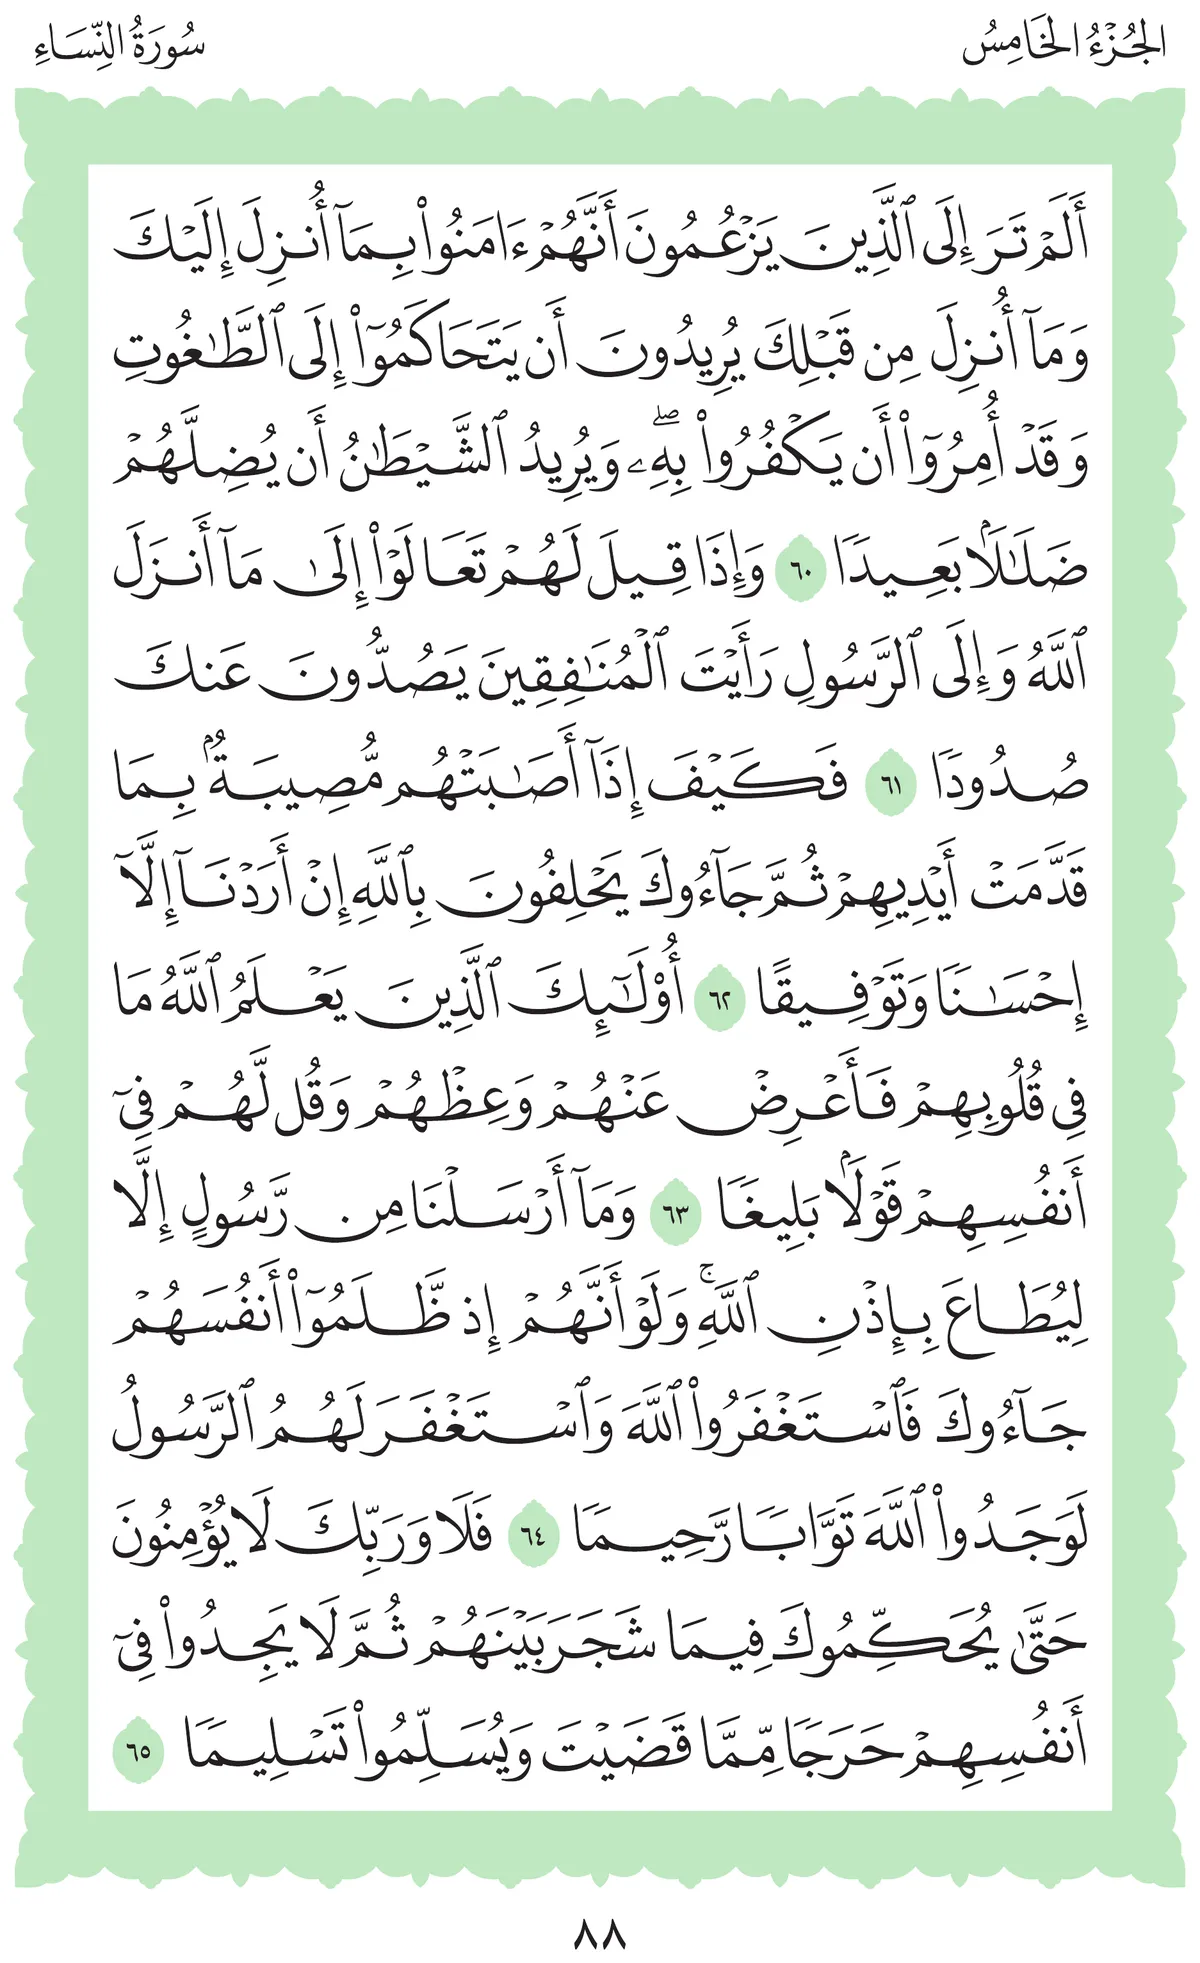 الجُزْءُ الخَامِسُ
سُورَةُ النِّسَاءِ
أَلَمْ تَرَ إِلَى ٱلَّذِينَ يَزْعُمُونَ أَنَّهُمْ ءَامَنُوا۟ بِمَآ أُنزِلَ إِلَيْكَ
وَمَآ أُنزِلَ مِن قَبْلِكَ يُرِيدُونَ أَن يَتَحَاكَمُوٓا۟ إِلَى ٱلطَّٰغُوتِ
وَقَدْ أُمِرُوٓا۟ أَن يَكْفُرُوا۟ بِهِۦۖ وَيُرِيدُ ٱلشَّيْطَٰنُ أَن يُضِلَّهُمْ
ضَلَٰلَۢا بَعِيدًا ٦٠ وَإِذَا قِيلَ لَهُمْ تَعَالَوْا۟ إِلَىٰ مَآ أَنزَلَ
ٱللَّهُ وَإِلَى ٱلرَّسُولِ رَأَيْتَ ٱلْمُنَٰفِقِينَ يَصُدُّونَ عَنكَ
صُدُودًا ٦١ فَكَيْفَ إِذَآ أَصَٰبَتْهُم مُّصِيبَةُۢ بِمَا
قَدَّمَتْ أَيْدِيهِمْ ثُمَّ جَآءُوكَ يَحْلِفُونَ بِٱللَّهِ إِنْ أَرَدْنَآ إِلَّآ
إِحْسَٰنًا وَتَوْفِيقًا ٦٢ أُو۟لَٰٓئِكَ ٱلَّذِينَ يَعْلَمُ ٱللَّهُ مَا
فِى قُلُوبِهِمْ فَأَعْرِضْ عَنْهُمْ وَعِظْهُمْ وَقُل لَّهُمْ فِىٓ
أَنفُسِهِمْ قَوْلَۢا بَلِيغًا ٦٣ وَمَآ أَرْسَلْنَا مِن رَّسُولٍ إِلَّا
لِيُطَاعَ بِإِذْنِ ٱللَّهِۚ وَلَوْ أَنَّهُمْ إِذ ظَّلَمُوٓا۟ أَنفُسَهُمْ
جَآءُوكَ فَٱسْتَغْفَرُوا۟ ٱللَّهَ وَٱسْتَغْفَرَ لَهُمُ ٱلرَّسُولُ
لَوَجَدُوا۟ ٱللَّهَ تَوَّابًا رَّحِيمًا ٦٤ فَلَا وَرَبِّكَ لَا يُؤْمِنُونَ
حَتَّىٰ يُحَكِّمُوكَ فِيمَا شَجَرَ بَيْنَهُمْ ثُمَّ لَا يَجِدُوا۟ فِىٓ
أَنفُسِهِمْ حَرَجًا مِّمَّا قَضَيْتَ وَيُسَلِّمُوا۟ تَسْلِيمًا ٦٥
٨٨